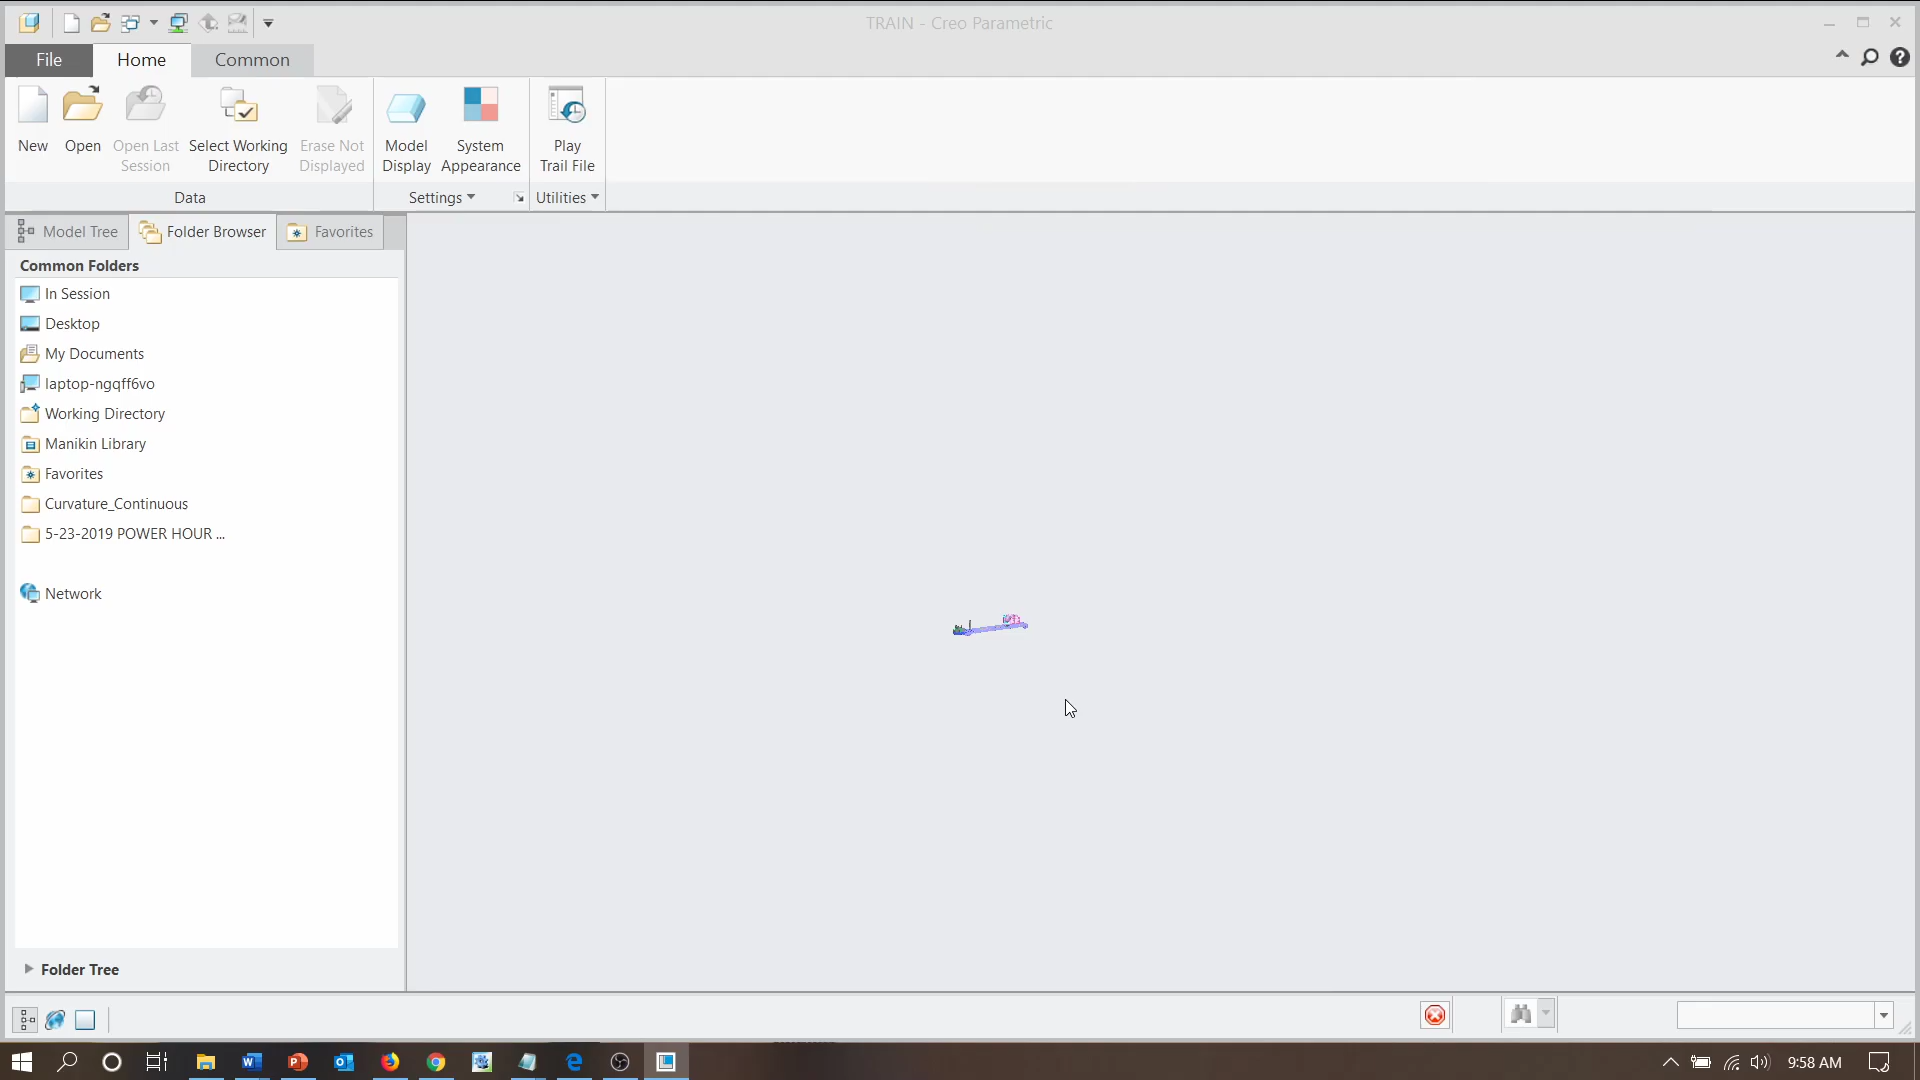 TRAIN - Creo Parametric
File
Home
Common
New
Open
Open Last
Session
Select Working
Directory
Erase Not
Displayed
Model
Display
System
Appearance
Play
Trail File
Data
Settings
Utilities
Model Tree
Folder Browser
Favorites
Common Folders
In Session
Desktop
My Documents
laptop-ngqff6vo
Working Directory
Manikin Library
Favorites
Curvature_Continuous
5-23-2019 POWER HOUR ...
Network
Folder Tree
9:58 AM